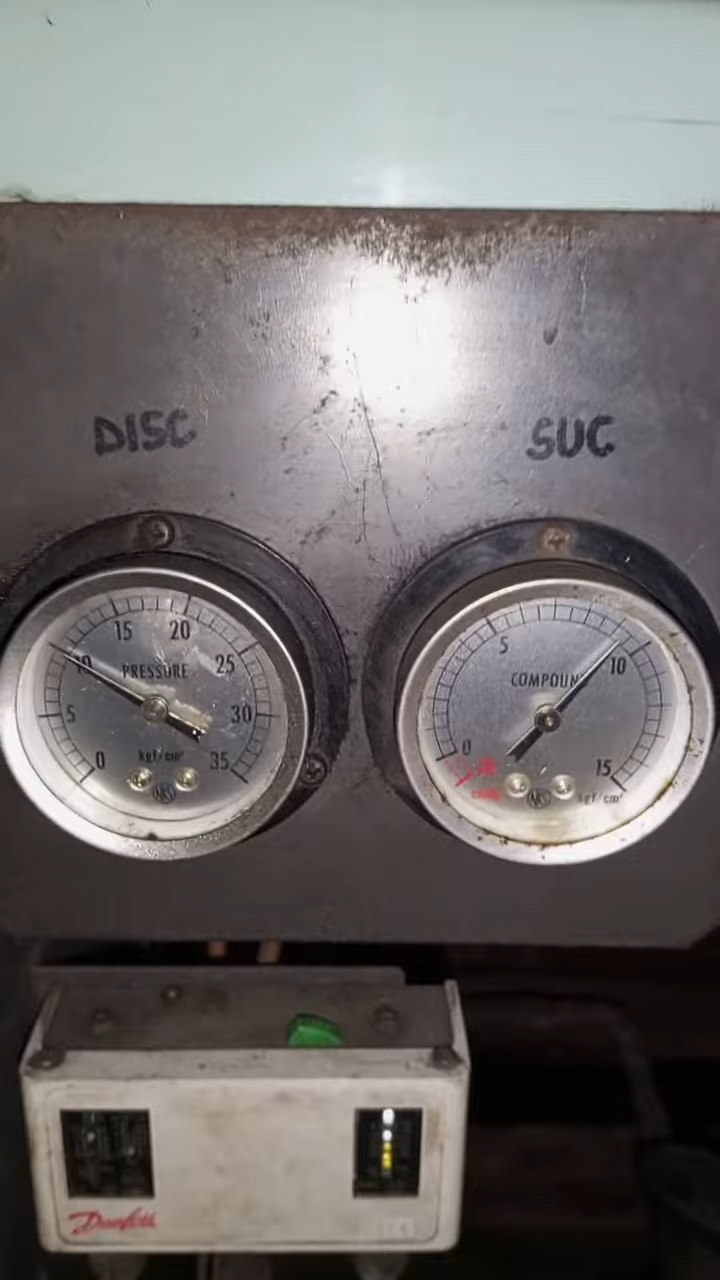 DISC
SUC
15 20
10 25
PRESSURE
5 30
kgf/cm²
0 35
5
10
COMPOUN
0
15
kgf/cm²
Danfoss